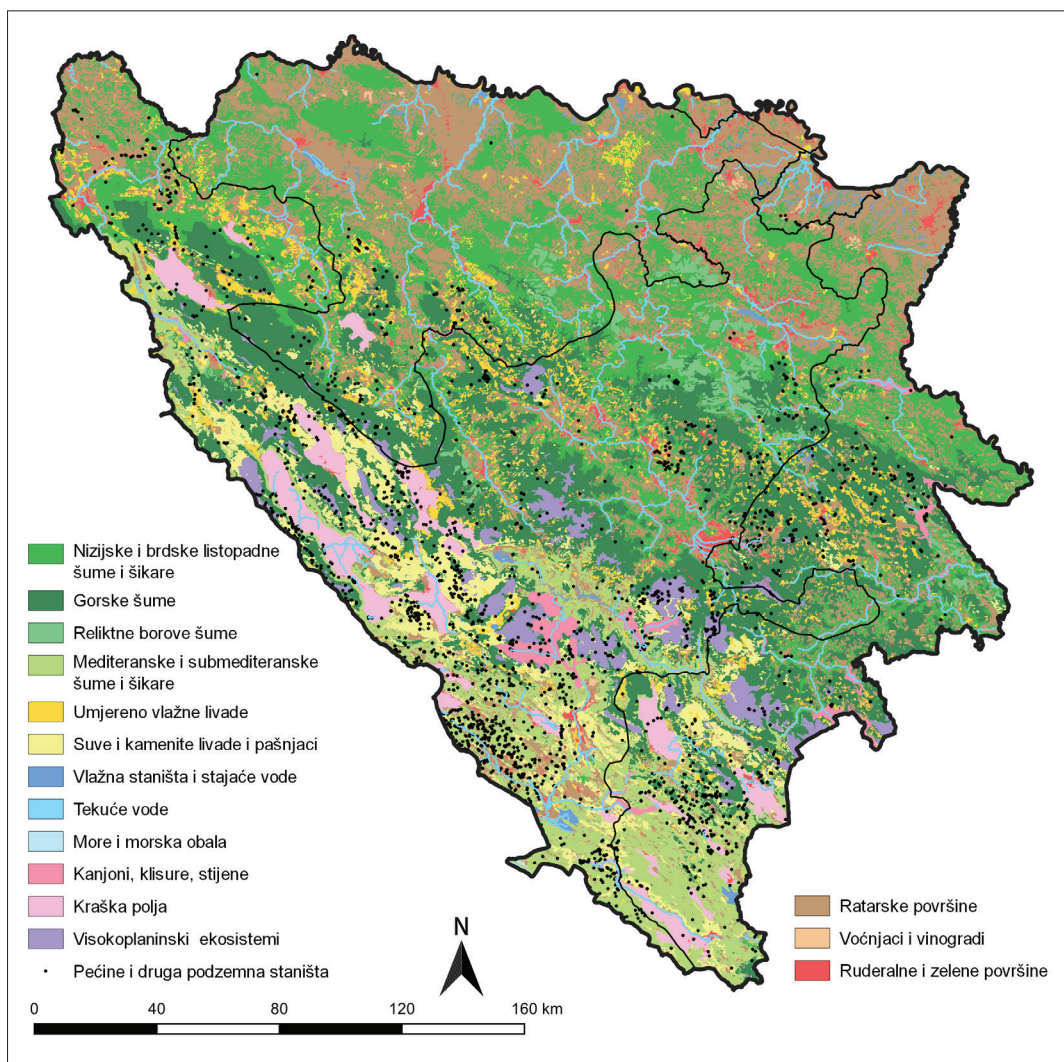 Nizijske i brdske listopadne
šume i šikare
Gorske šume
Reliktne borove šume
Mediteranske i submediteranske
šume i šikare
Umjereno vlažne livade
Suve i kamenite livade i pašnjaci
Vlažna staništa i stajaće vode
Tekuće vode
More i morska obala
Kanjoni, klisure, stijene
Kraška polja
Visokoplaninski ekosistemi
Pećine i druga podzemna staništa
N
0 40 80 120 160 km
Ratarske površine
Voćnjaci i vinogradi
Ruderalne i zelene površine